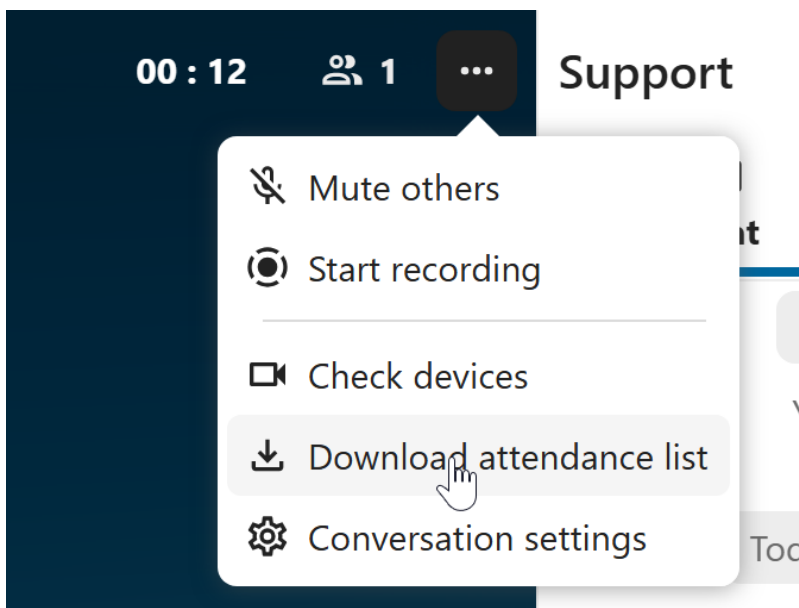 00 : 12 1 ... Support
Mute others
Start recording
Check devices
Download attendance list
Conversation settings